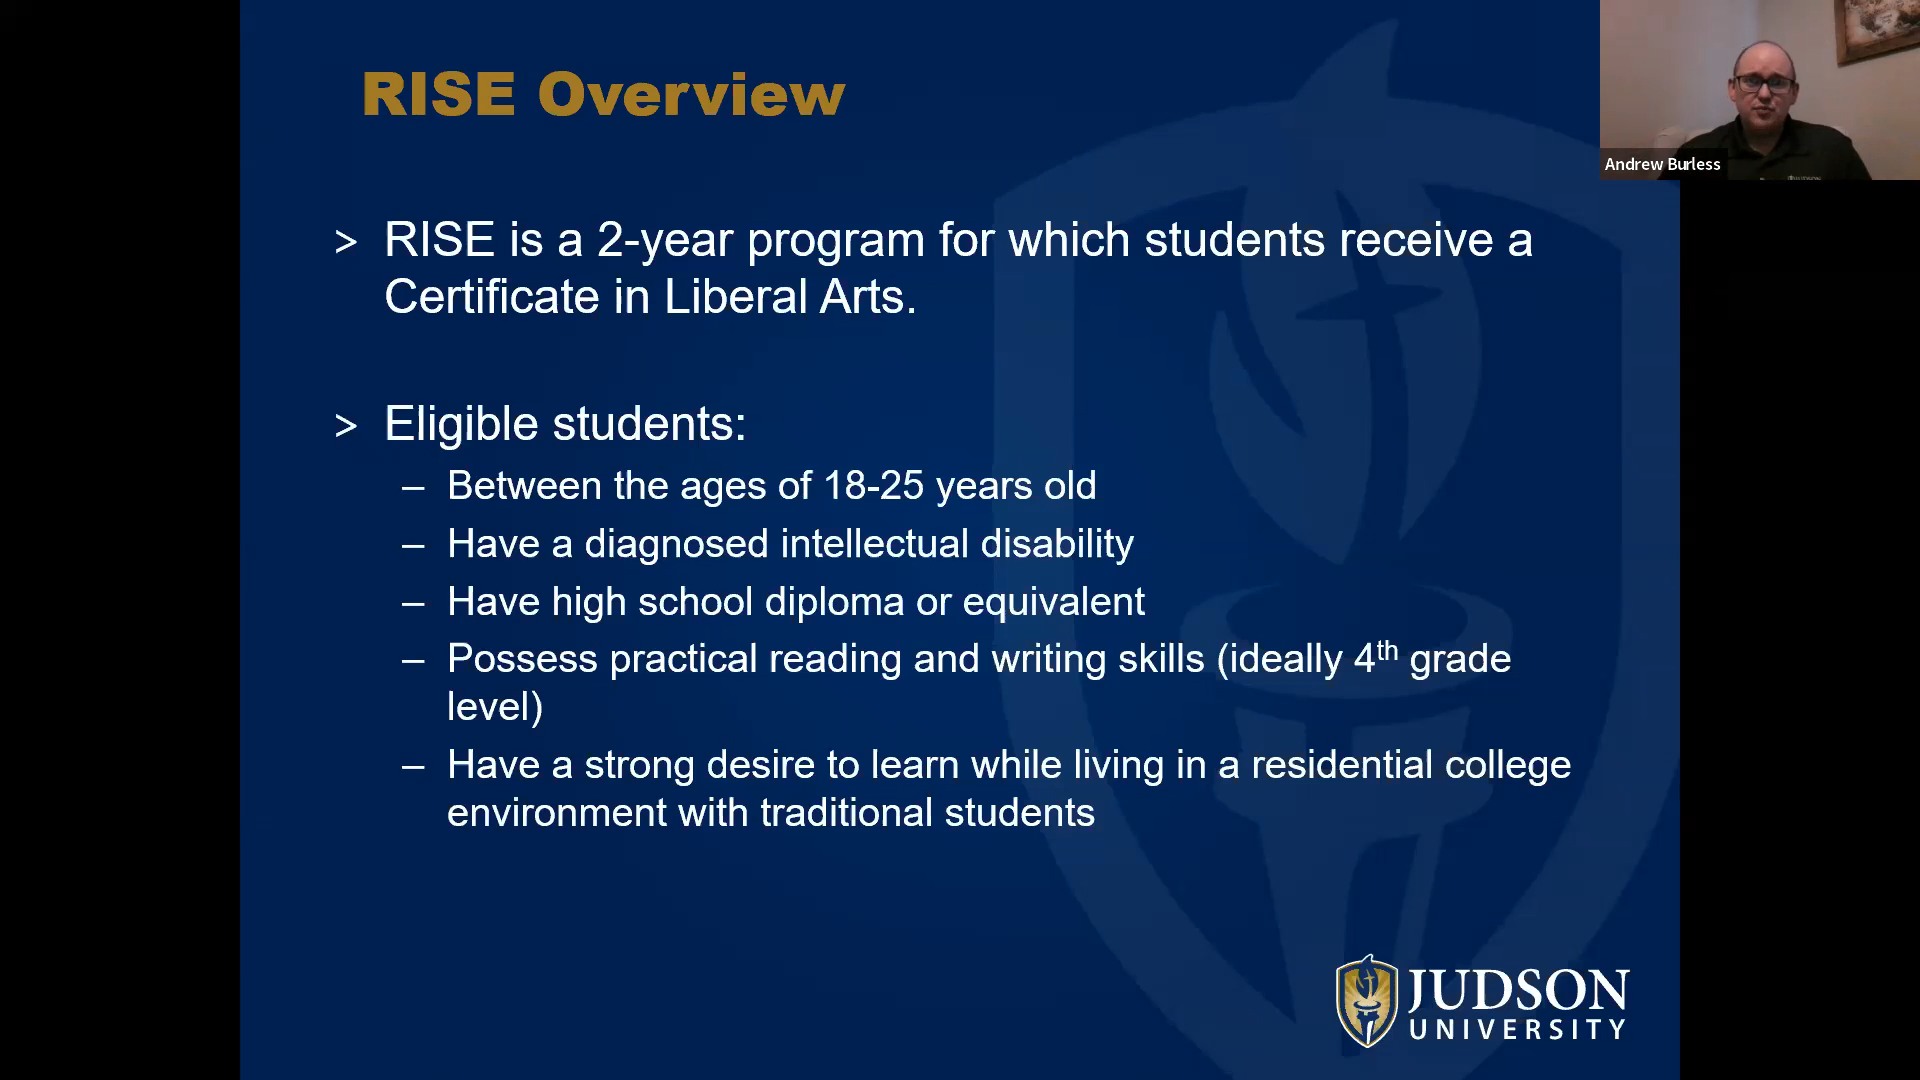 RISE Overview
Andrew Burless
> RISE is a 2-year program for which students receive a
Certificate in Liberal Arts.
> Eligible students:
– Between the ages of 18-25 years old
– Have a diagnosed intellectual disability
– Have high school diploma or equivalent
– Possess practical reading and writing skills (ideally 4th grade
level)
– Have a strong desire to learn while living in a residential college
environment with traditional students
JUDSON
UNIVERSITY